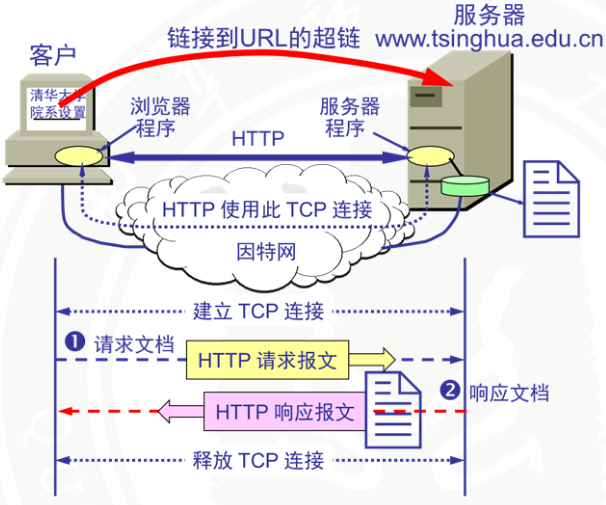 服务器
链接到URL的超链 www.tsinghua.edu.cn
客户
清华大学
院系设置
浏览器
程序
服务器
程序
HTTP
HTTP 使用此 TCP 连接
因特网
建立 TCP 连接
❶ 请求文档
HTTP 请求报文
❷ 响应文档
HTTP 响应报文
释放 TCP 连接